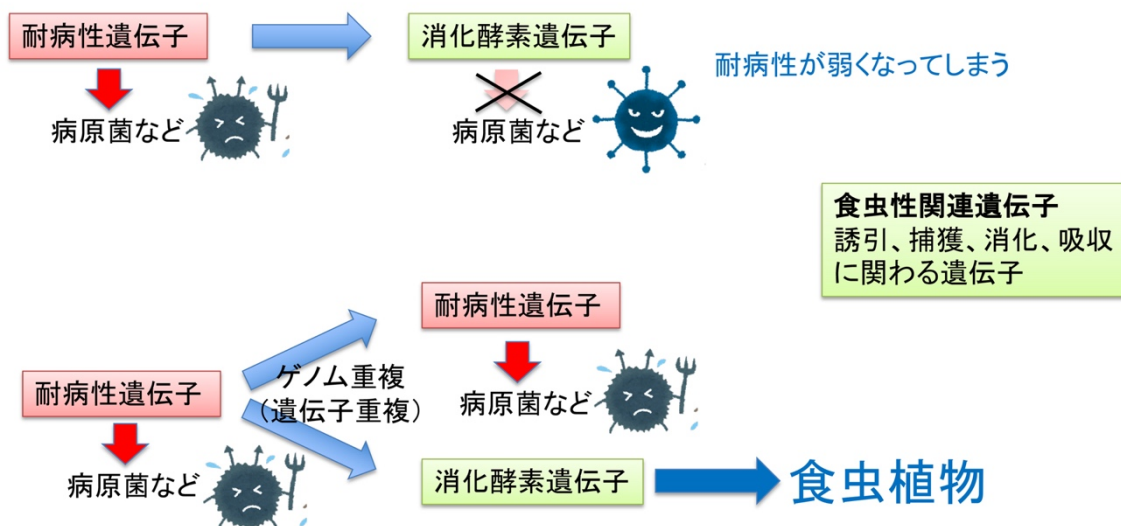 耐病性遺伝子
消化酵素遺伝子
耐病性が弱くなってしまう
病原菌など
病原菌など
食虫性関連遺伝子
誘引、捕獲、消化、吸収
に関わる遺伝子
耐病性遺伝子
耐病性遺伝子
ゲノム重複
（遺伝子重複）
病原菌など
病原菌など
消化酵素遺伝子
食虫植物